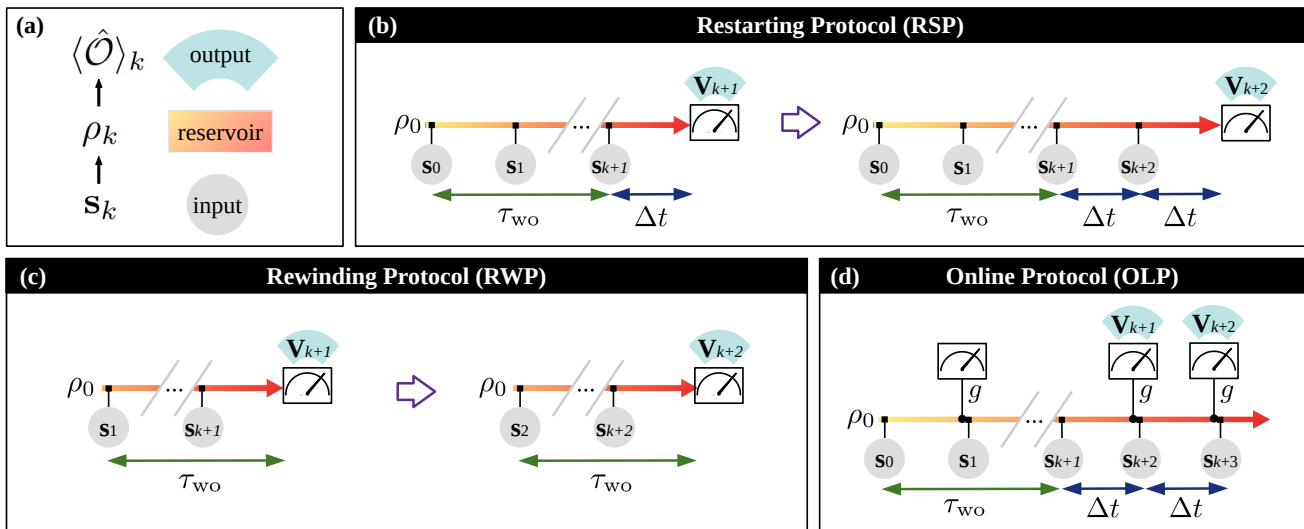 (a)
⟨Ô⟩k
output
ρk
reservoir
sk
input
(b) Restarting Protocol (RSP)
Vk+1
Vk+2
ρ0 ... ρ0 ...
s0 s1 sk+1 s0 s1 sk+1 sk+2
τwo Δt τwo Δt Δt
(c) Rewinding Protocol (RWP)
Vk+1 Vk+2
ρ0 ... ρ0 ...
s1 sk+1 s2 sk+2
τwo τwo
(d) Online Protocol (OLP)
Vk+1 Vk+2
g g g
ρ0 ...
s0 s1 sk+1 sk+2 sk+3
τwo Δt Δt